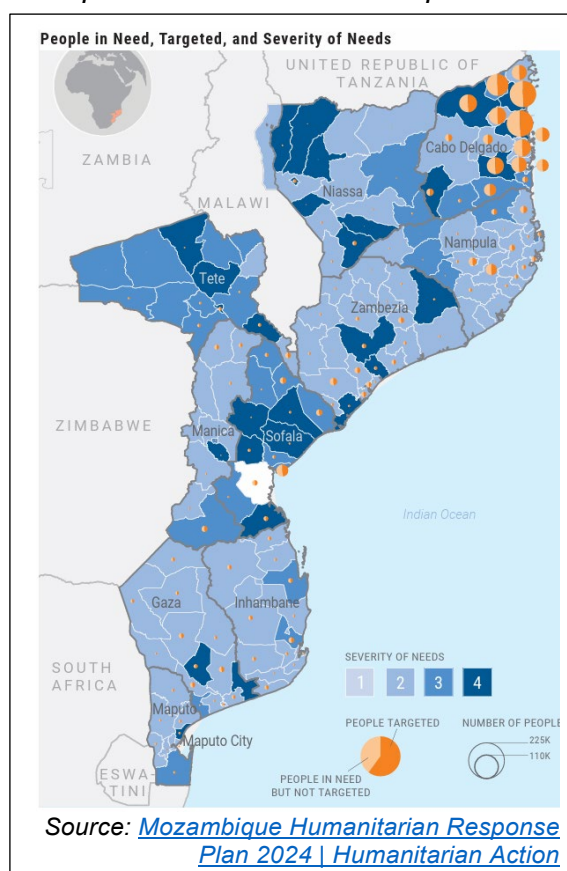 People in Need, Targeted, and Severity of Needs
UNITED REPUBLIC OF
TANZANIA
ZAMBIA
MALAWI
Cabo Delgado
Niassa
Nampula
Tete
Zambezia
ZIMBABWE
Manica
Sofala
Indian Ocean
Gaza
Inhambane
SOUTH
AFRICA
Maputo
Maputo City
ESWA-
TINI
SEVERITY OF NEEDS
1 2 3 4
PEOPLE TARGETED
PEOPLE IN NEED
BUT NOT TARGETED
NUMBER OF PEOPLE
225K
110K
Source: Mozambique Humanitarian Response
Plan 2024 | Humanitarian Action